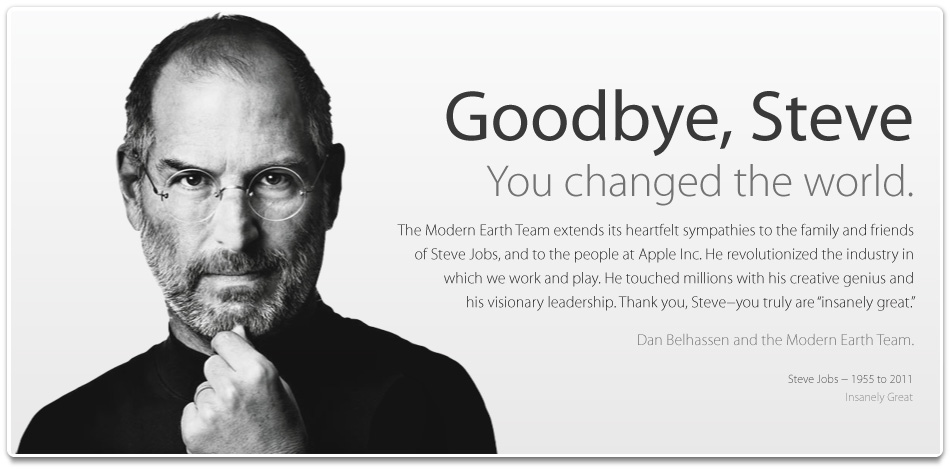 Goodbye, Steve
You changed the world.
The Modern Earth Team extends its heartfelt sympathies to the family and friends
of Steve Jobs, and to the people at Apple Inc. He revolutionized the industry in
which we work and play. He touched millions with his creative genius and
his visionary leadership. Thank you, Steve–you truly are “insanely great.”
Dan Belhassen and the Modern Earth Team.
Steve Jobs – 1955 to 2011
Insanely Great